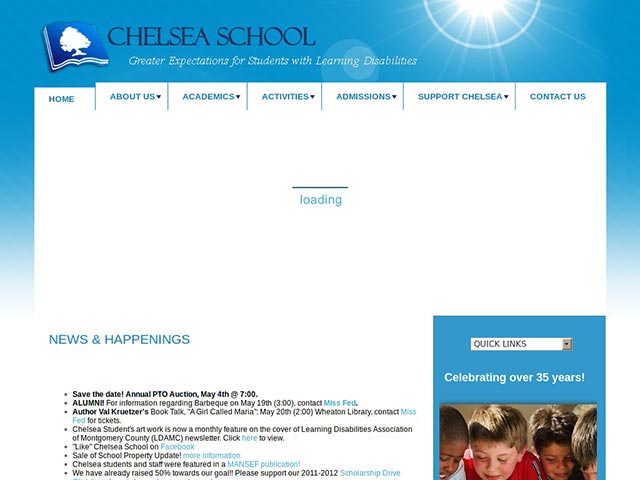 CHELSEA SCHOOL
Greater Expectations for Students with Learning Disabilities
HOME
ABOUT US
ACADEMICS
ACTIVITIES
ADMISSIONS
SUPPORT CHELSEA
CONTACT US
loading
NEWS & HAPPENINGS
QUICK LINKS
Celebrating over 35 years!
Save the date! Annual PTO Auction, May 4th @ 7:00.
ALUMNI! For information regarding Barbeque on May 19th (3:00), contact Miss Fed.
Author Val Kruetzer's Book Talk, "A Girl Called Maria": May 20th (2:00) Wheaton Library, contact Miss
Fed for tickets.
Chelsea Student's art work is now a monthly feature on the cover of Learning Disabilities Association
of Montgomery County (LDAMC) newsletter. Click here to view.
"Like" Chelsea School on Facebook
Sale of School Property Update! more information
Chelsea students and staff were featured in a MANSEF publication!
We have already raised 50% towards our goal!! Please support our 2011-2012 Scholarship Drive